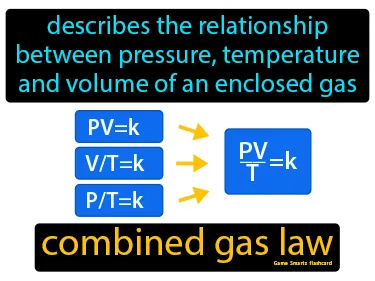 describes the relationship
between pressure, temperature
and volume of an enclosed gas
PV=k
V/T=k
P/T=k
PV
T
=k
combined gas law
Game Smartz flashcard